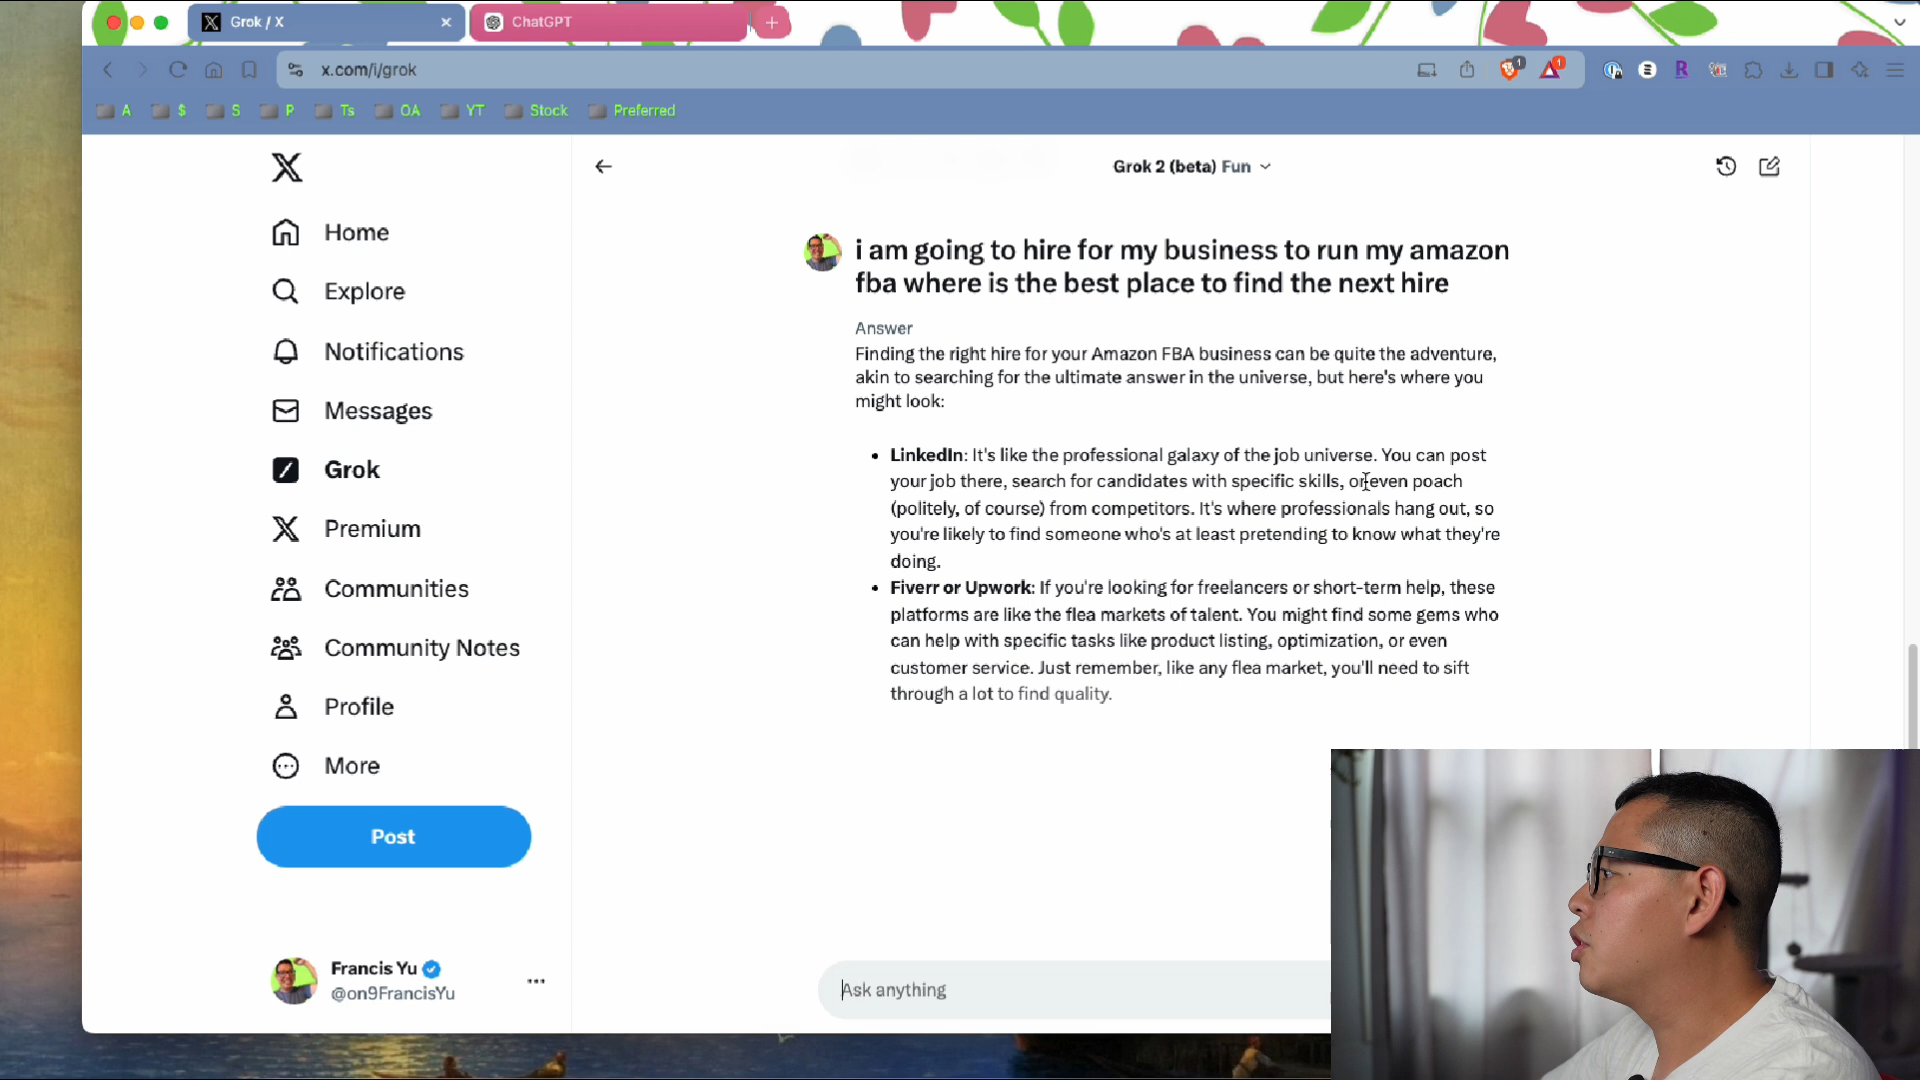 Grok / X
ChatGPT
x.com/i/grok
1
1
A
$
S
P
Ts
OA
YT
Stock
Preferred
Grok 2 (beta) Fun
Home
Explore
Notifications
Messages
Grok
Premium
Communities
Community Notes
Profile
More
Post
Francis Yu
@on9FrancisYu
i am going to hire for my business to run my amazon
fba where is the best place to find the next hire
Answer
Finding the right hire for your Amazon FBA business can be quite the adventure,
akin to searching for the ultimate answer in the universe, but here's where you
might look:
• LinkedIn: It's like the professional galaxy of the job universe. You can post
your job there, search for candidates with specific skills, or even poach
(politely, of course) from competitors. It's where professionals hang out, so
you're likely to find someone who's at least pretending to know what they're
doing.
• Fiverr or Upwork: If you're looking for freelancers or short-term help, these
platforms are like the flea markets of talent. You might find some gems who
can help with specific tasks like product listing, optimization, or even
customer service. Just remember, like any flea market, you'll need to sift
through a lot to find quality.
Ask anything